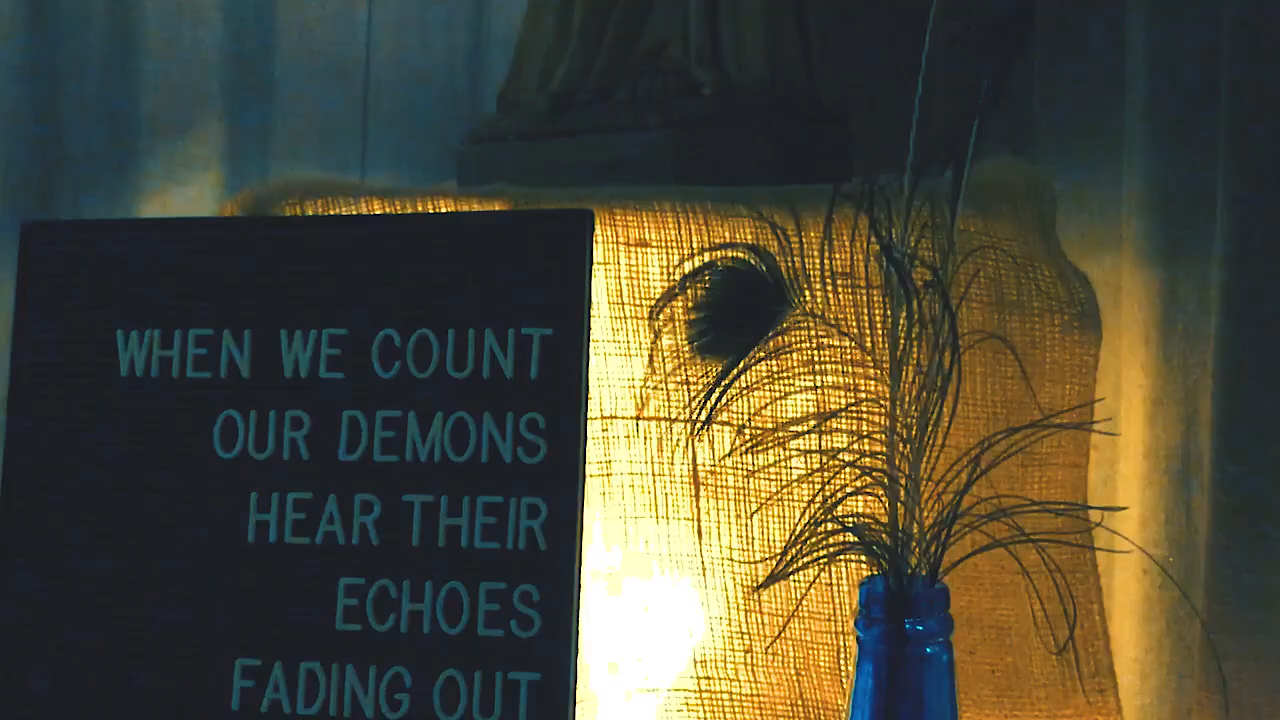 WHEN WE COUNT
OUR DEMONS
HEAR THEIR
ECHOES
FADING OUT